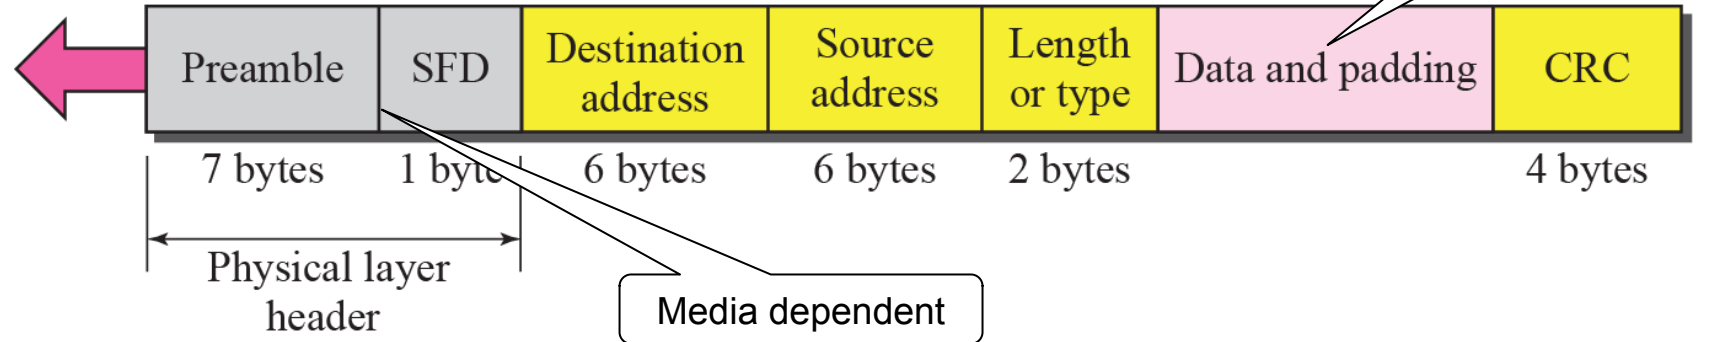 Preamble
SFD
Destination
address
Source
address
Length
or type
Data and padding
CRC
7 bytes
1 byte
6 bytes
6 bytes
2 bytes
4 bytes
Physical layer
header
Media dependent